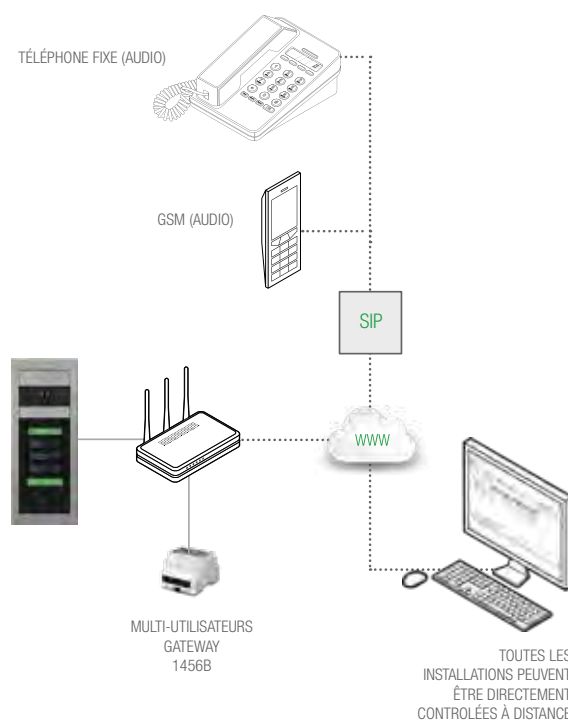 TÉLÉPHONE FIXE (AUDIO)
GSM (AUDIO)
SIP
WWW
MULTI-UTILISATEURS
GATEWAY
1456B
TOUTES LES
INSTALLATIONS PEUVENT
ÊTRE DIRECTEMENT
CONTROLÉES À DISTANCE